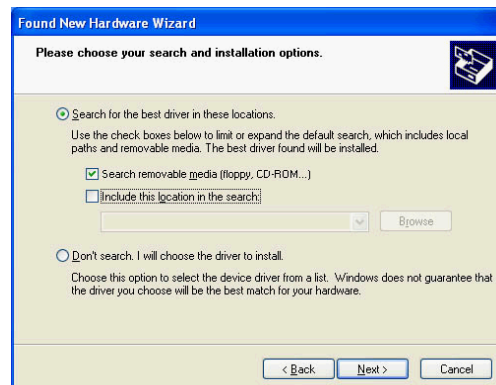 Found New Hardware Wizard
Please choose your search and installation options.
Search for the best driver in these locations.
Use the check boxes below to limit or expand the default search, which includes local
paths and removable media. The best driver found will be installed.
Search removable media (floppy, CD-ROM...)
Include this location in the search:
Browse
Don't search. I will choose the driver to install.
Choose this option to select the device driver from a list. Windows does not guarantee that
the driver you choose will be the best match for your hardware.
< Back Next > Cancel